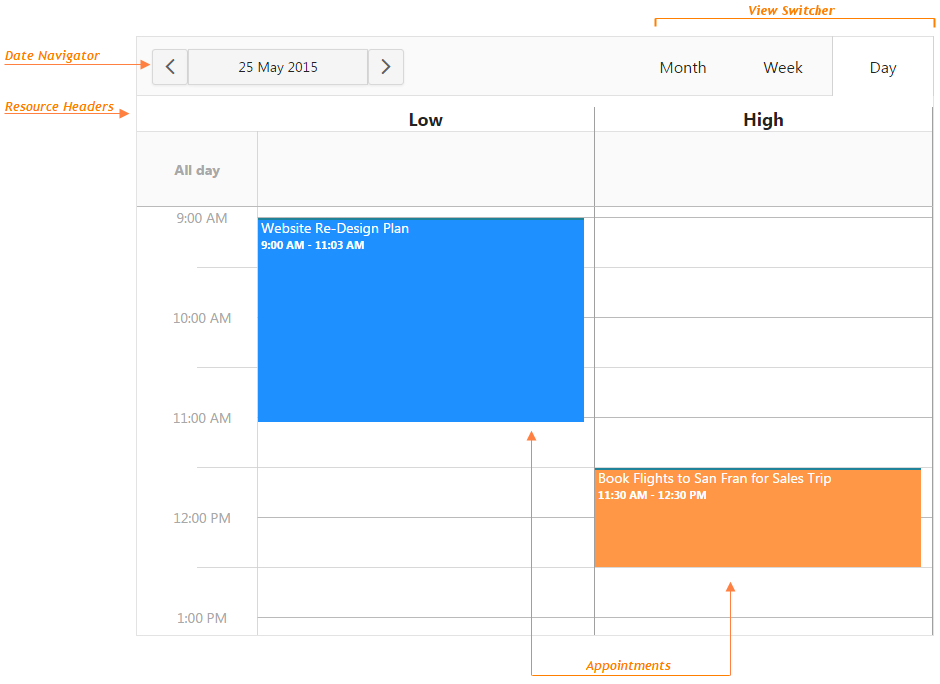 View Switcher
Date Navigator
25 May 2015
Month
Week
Day
Resource Headers
Low
High
All day
9:00 AM
Website Re-Design Plan
9:00 AM - 11:03 AM
10:00 AM
11:00 AM
Book Flights to San Fran for Sales Trip
11:30 AM - 12:30 PM
12:00 PM
1:00 PM
Appointments